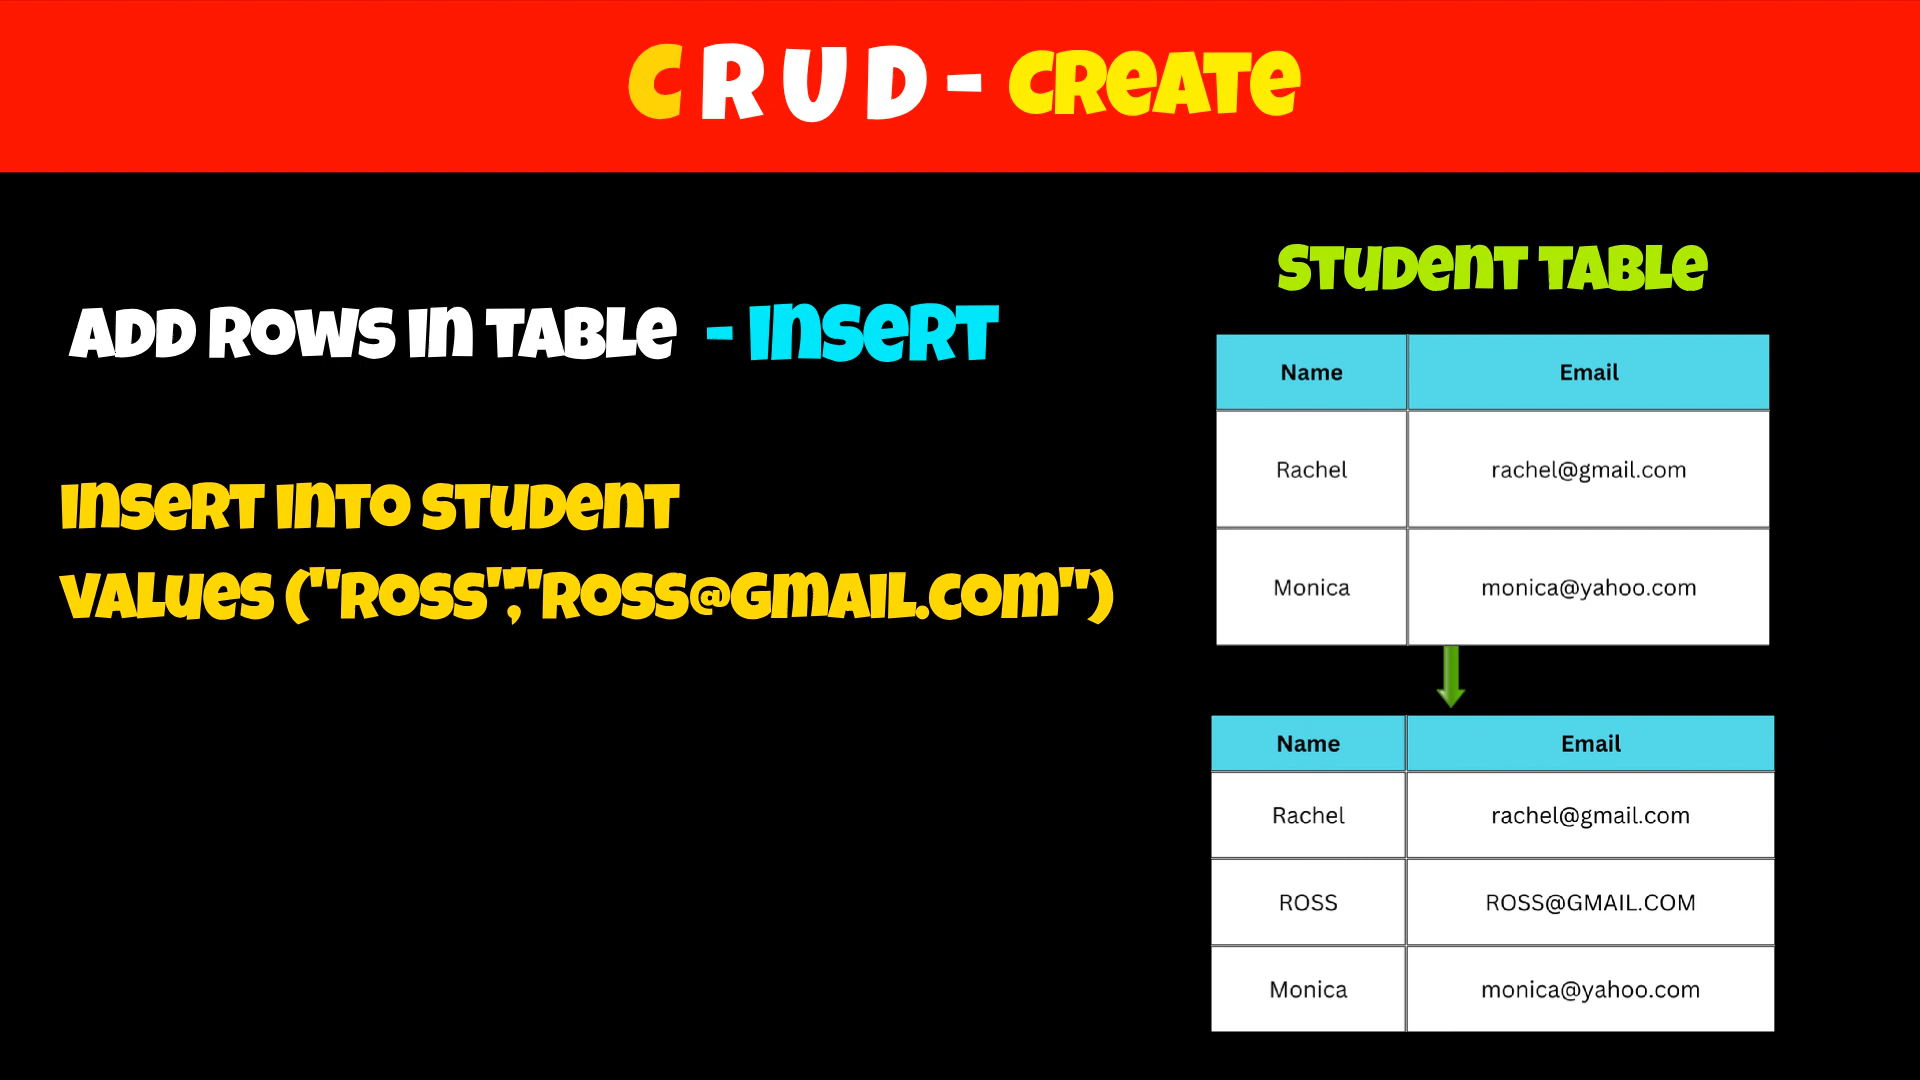 C R U D - CREATE
ADD ROWS IN TABLE - INSERT
INSERT INTO STUDENT
VALUES ("ROSS","ROSS@GMAIL.COM")
STUDENT TABLE
Name Email
Rachel rachel@gmail.com
Monica monica@yahoo.com
Name Email
Rachel rachel@gmail.com
ROSS ROSS@GMAIL.COM
Monica monica@yahoo.com